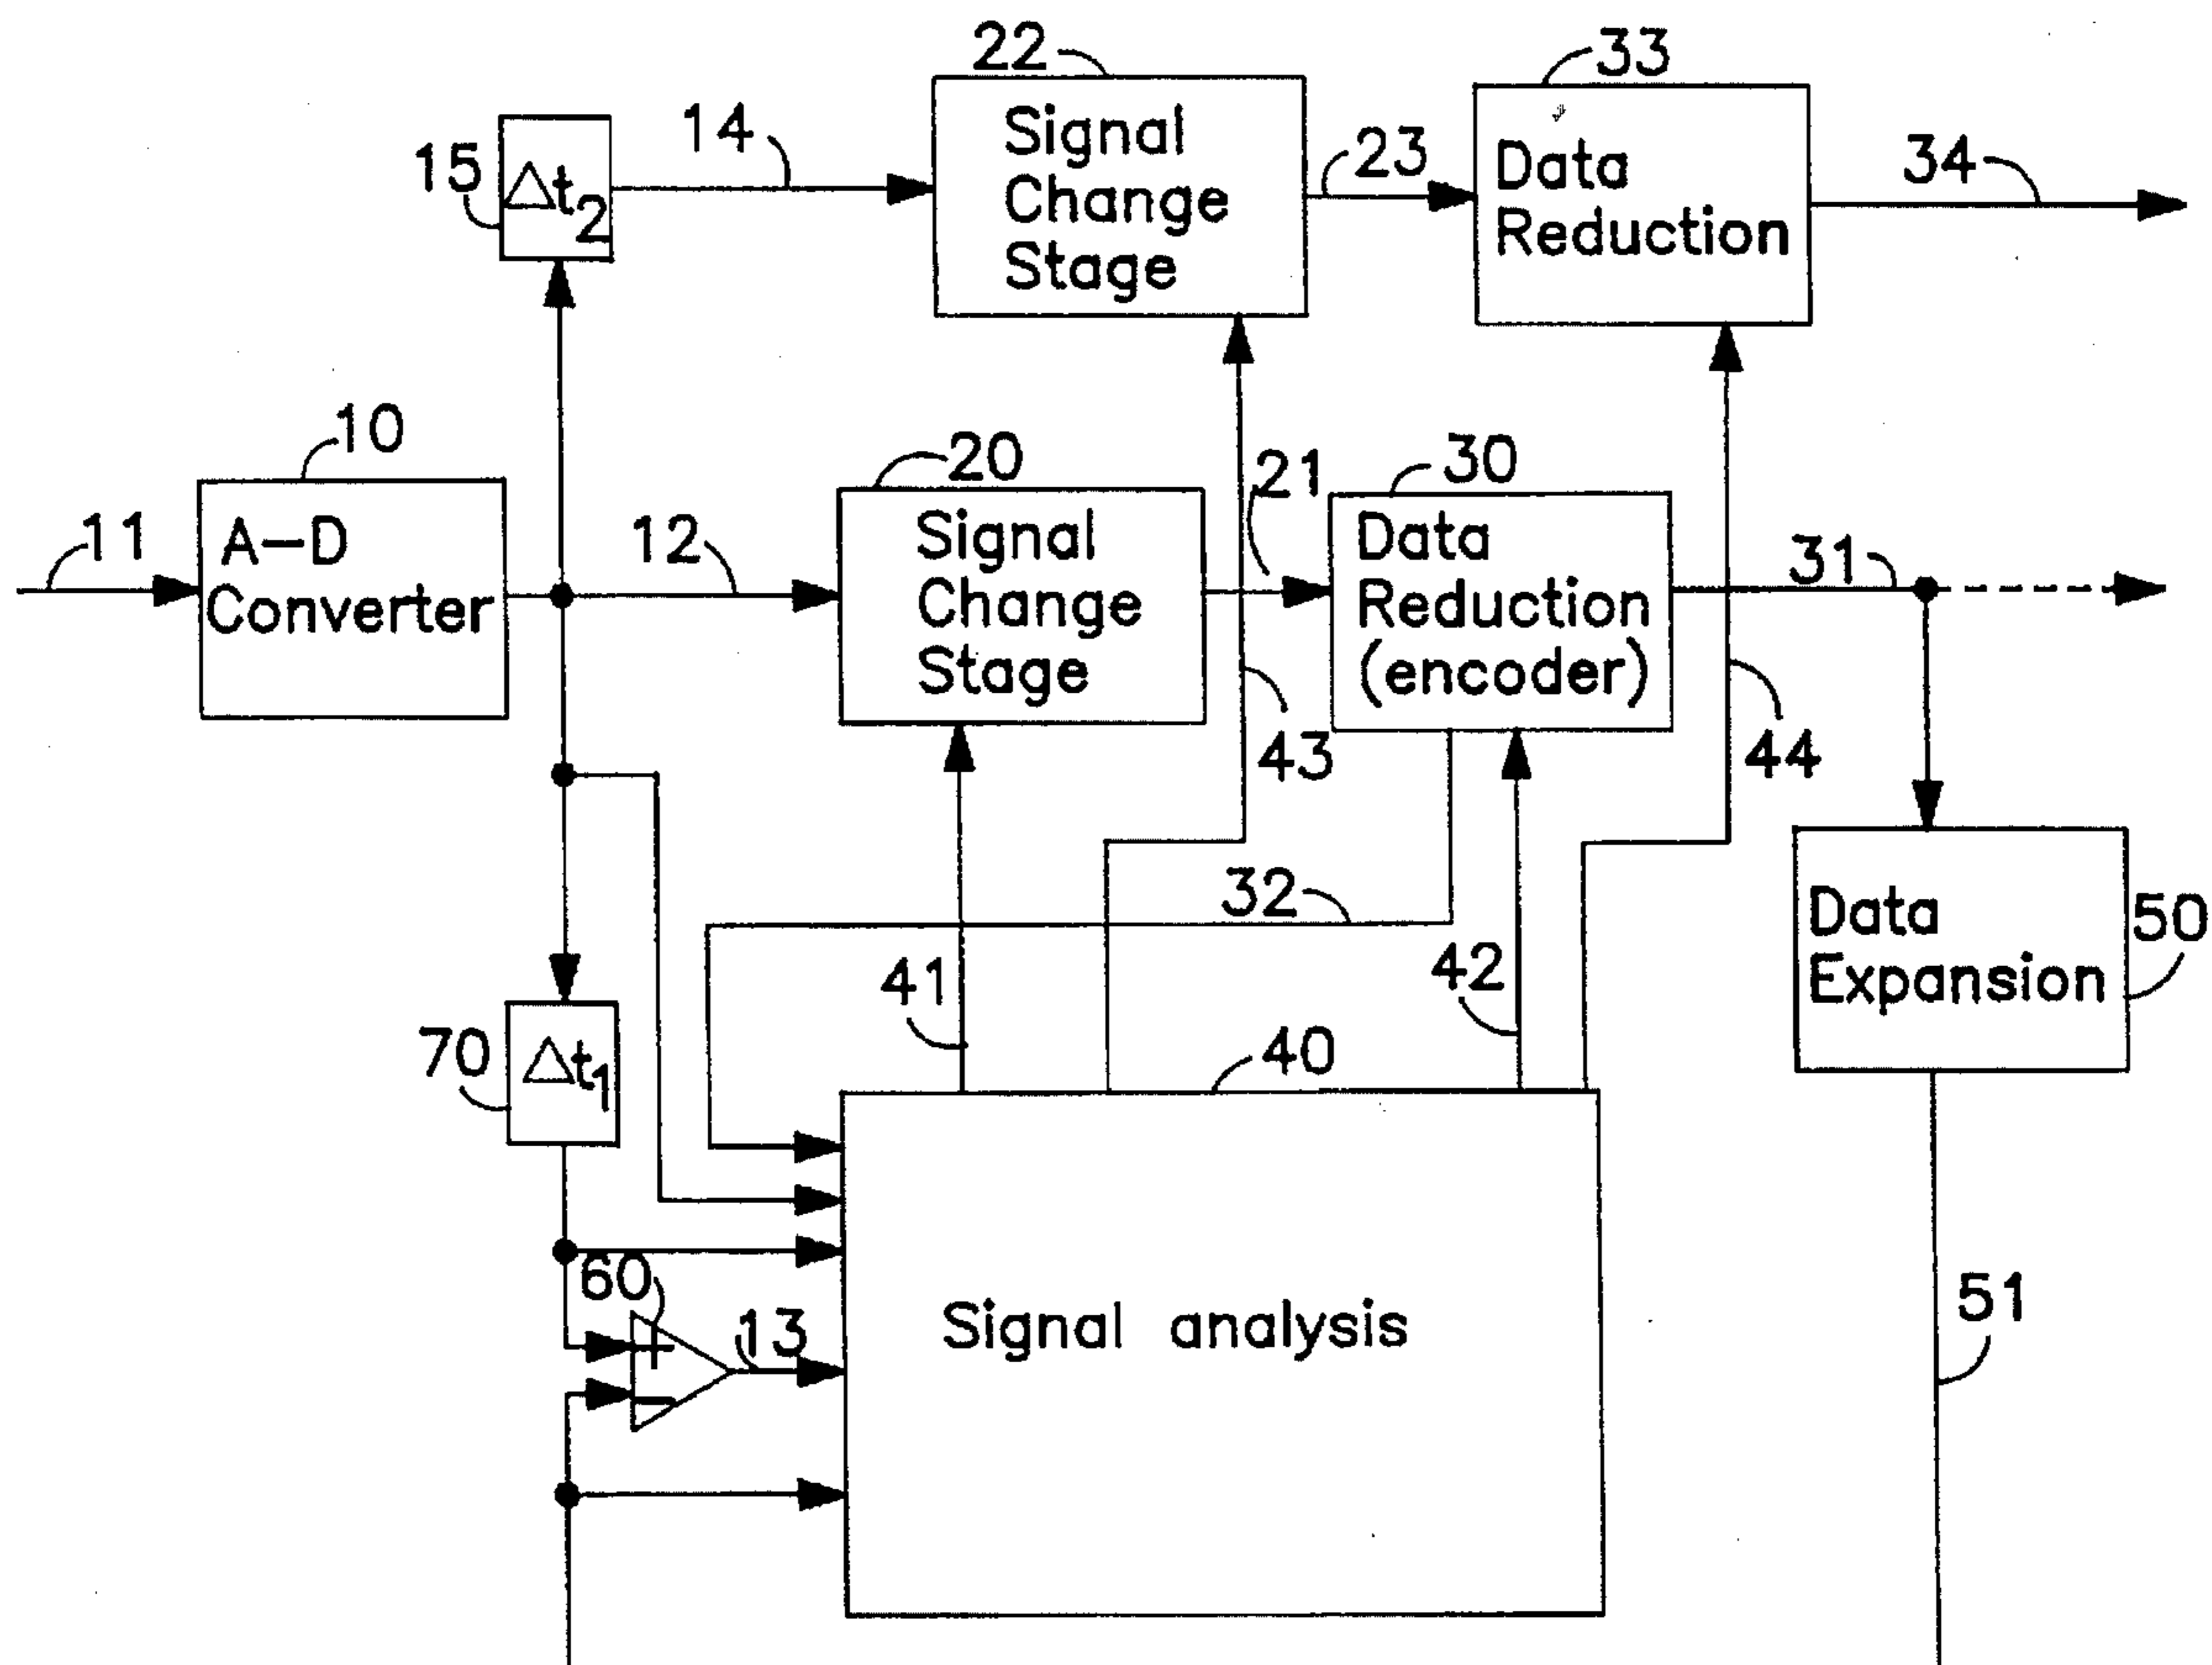 22
33
15
Δt2
14
Signal
Change
Stage
23
Data
Reduction
34
10
20
21
30
11
A-D
Converter
12
Signal
Change
Stage
Data
Reduction
(encoder)
31
43
44
32
41
42
Data
Expansion
50
70
Δt1
40
60
13
Signal analysis
51